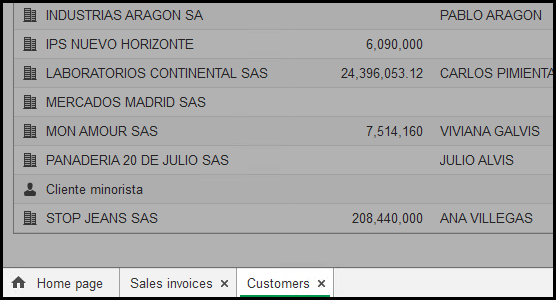 INDUSTRIAS ARAGON SA PABLO ARAGON
IPS NUEVO HORIZONTE 6,090,000
LABORATORIOS CONTINENTAL SAS 24,396,053.12 CARLOS PIMIENTA
MERCADOS MADRID SAS
MON AMOUR SAS 7,514,160 VIVIANA GALVIS
PANADERIA 20 DE JULIO SAS JULIO ALVIS
Cliente minorista
STOP JEANS SAS 208,440,000 ANA VILLEGAS
Home page Sales invoices × Customers ×